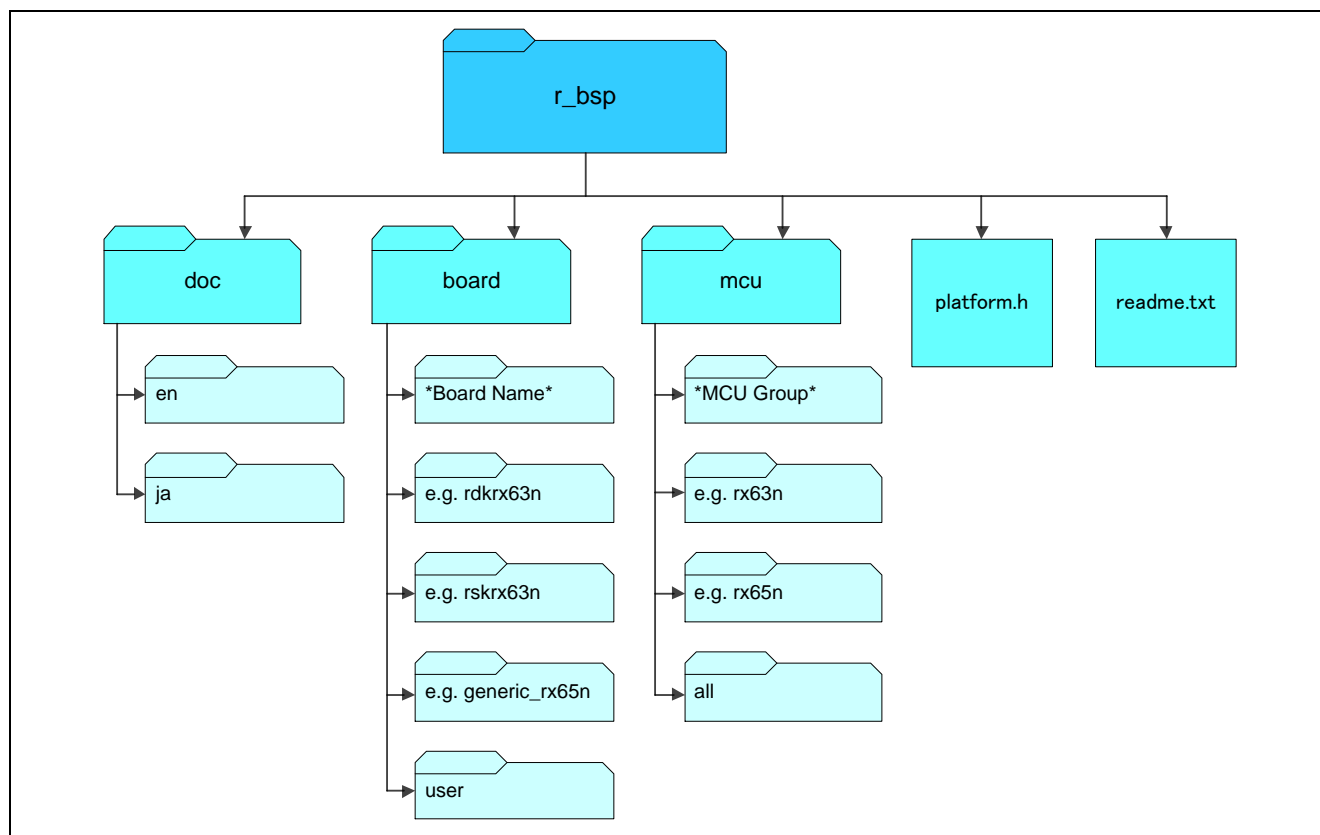 r_bsp
doc
board
mcu
platform.h
readme.txt
en
ja
*Board Name*
e.g. rdkrx63n
e.g. rskrx63n
e.g. generic_rx65n
user
*MCU Group*
e.g. rx63n
e.g. rx65n
all